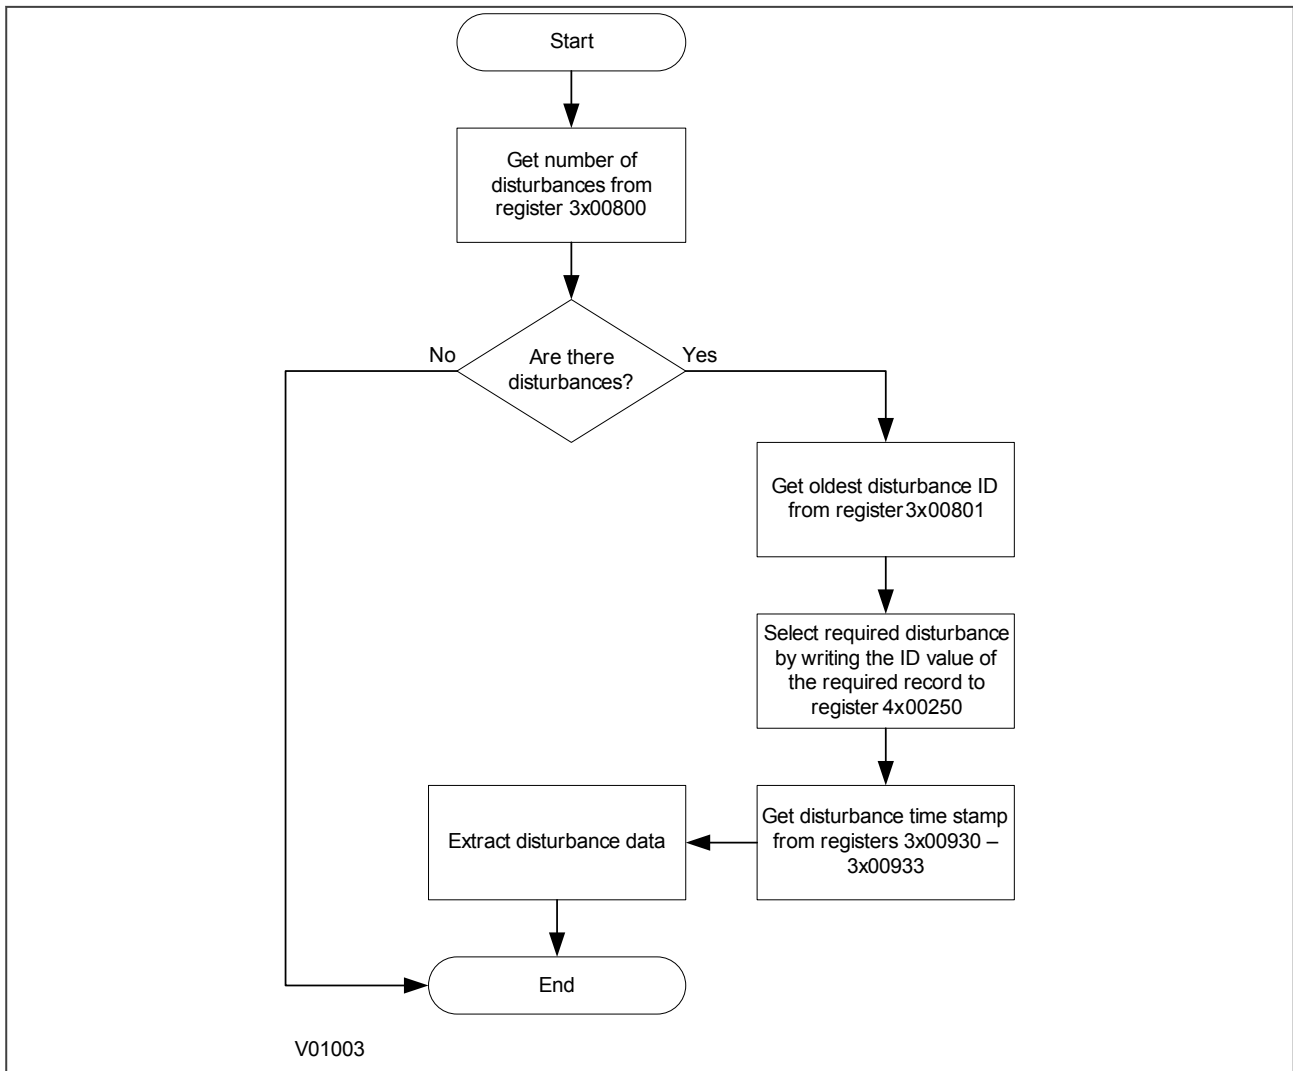 Start
Get number of
disturbances from
register 3x00800
No
Are there
disturbances?
Yes
Get oldest disturbance ID
from register 3x00801
Select required disturbance
by writing the ID value of
the required record to
register 4x00250
Get disturbance time stamp
from registers 3x00930 –
3x00933
Extract disturbance data
End
V01003